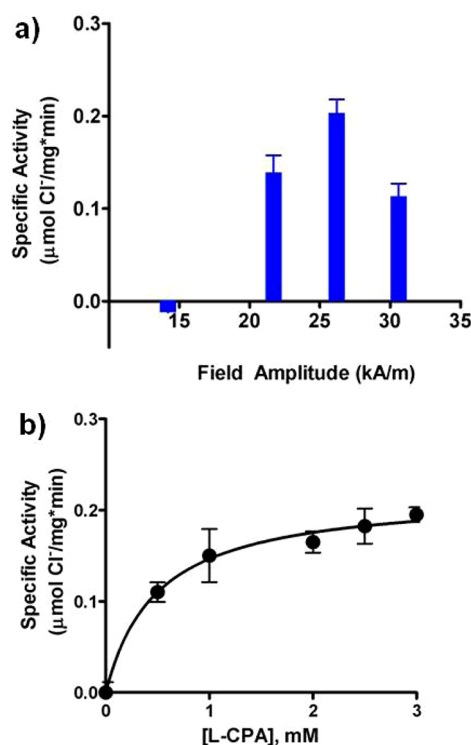 a)
Specific Activity
(μmol Cl⁻/mg*min)
0.3
0.2
0.1
0.0
15 20 25 30 35
Field Amplitude (kA/m)
b)
Specific Activity
(μmol Cl⁻/mg*min)
0.3
0.2
0.1
0.0
0 1 2 3
[L-CPA], mM